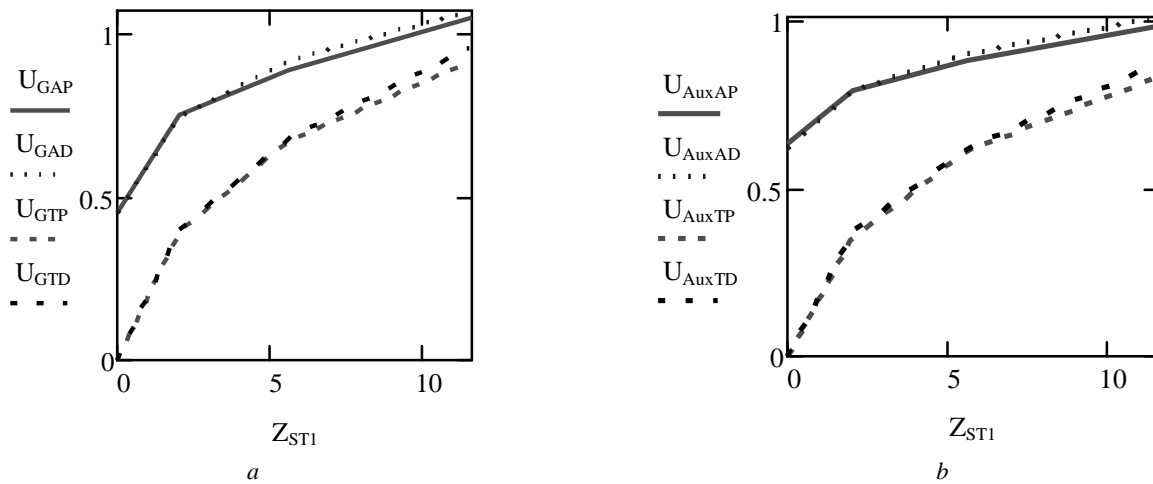 1
0.5
0
U_GAP
U_GAD
U_GTP
U_GTD
0 5 10
Z_ST1
a
1
0.5
0
U_AuxAP
U_AuxAD
U_AuxTP
U_AuxTD
0 5 10
Z_ST1
b